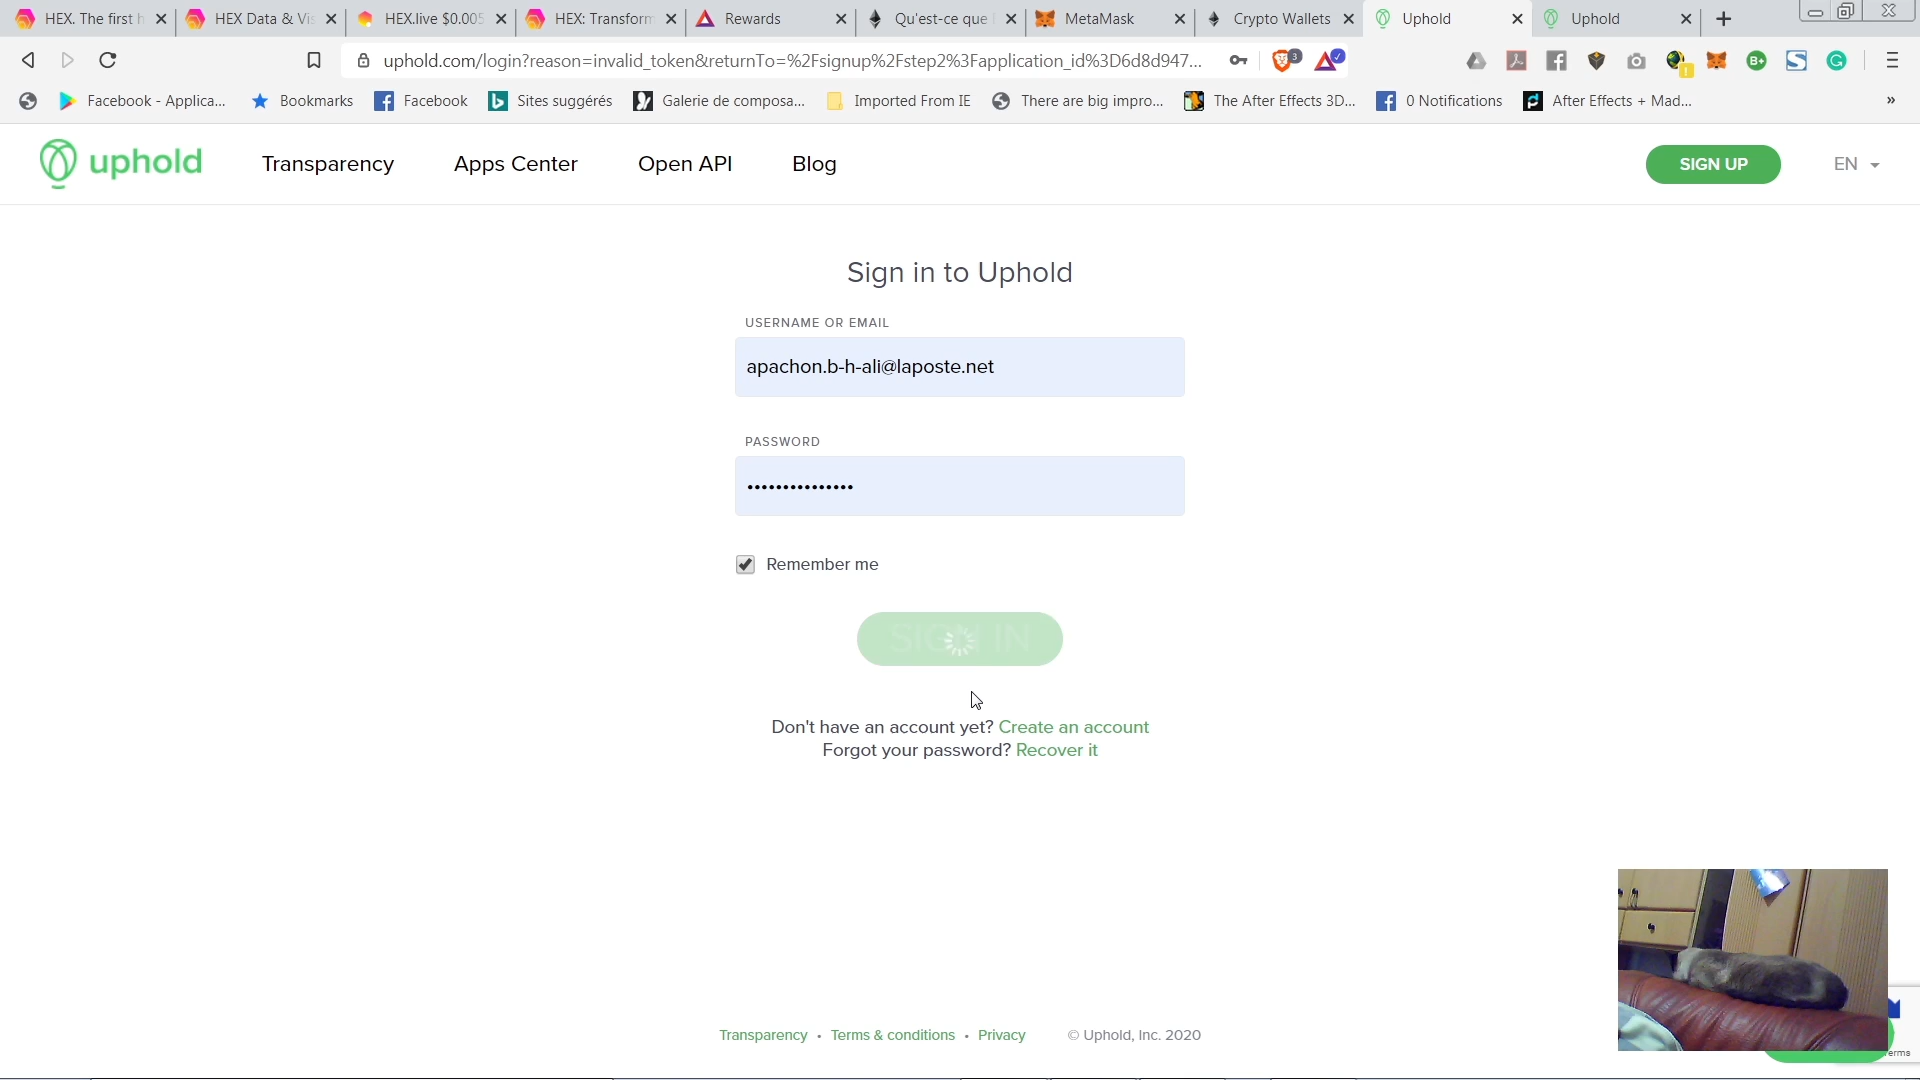 HEX. The first h
HEX Data & Vis
HEX.live $0.005
HEX: Transform
Rewards
Qu'est-ce que
MetaMask
Crypto Wallets
Uphold
Uphold
uphold.com/login?reason=invalid_token&returnTo=%2Fsignup%2Fstep2%3Fapplication_id%3D6d8d947...
3
B+
Facebook - Applica...
Bookmarks
Facebook
Sites suggérés
Galerie de composa...
Imported From IE
There are big impro...
The After Effects 3D...
0 Notifications
After Effects + Mad...
»
uphold
Transparency
Apps Center
Open API
Blog
SIGN UP
EN
Sign in to Uphold
USERNAME OR EMAIL
apachon.b-h-ali@laposte.net
PASSWORD
Remember me
SIGN IN
Don't have an account yet? Create an account
Forgot your password? Recover it
Transparency • Terms & conditions • Privacy © Uphold, Inc. 2020